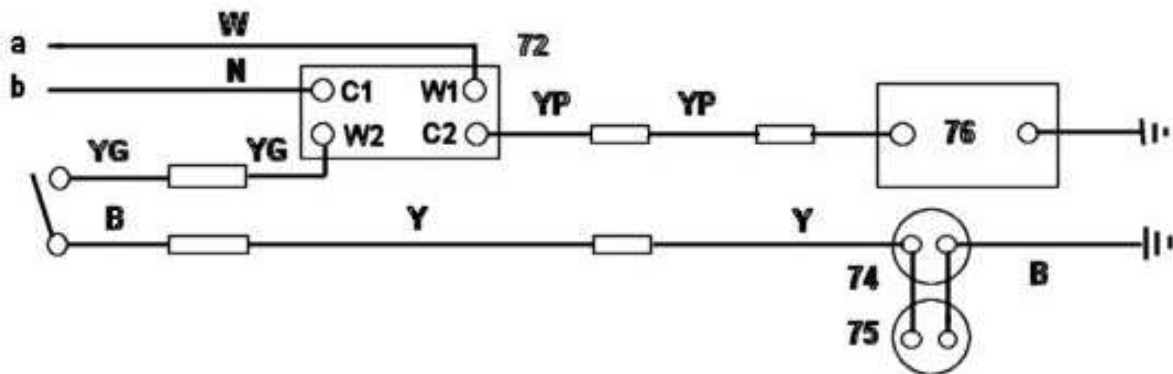 a W 72
b N C1 W1 YP YP 76
YG YG W2 C2
B Y Y
74 B
75